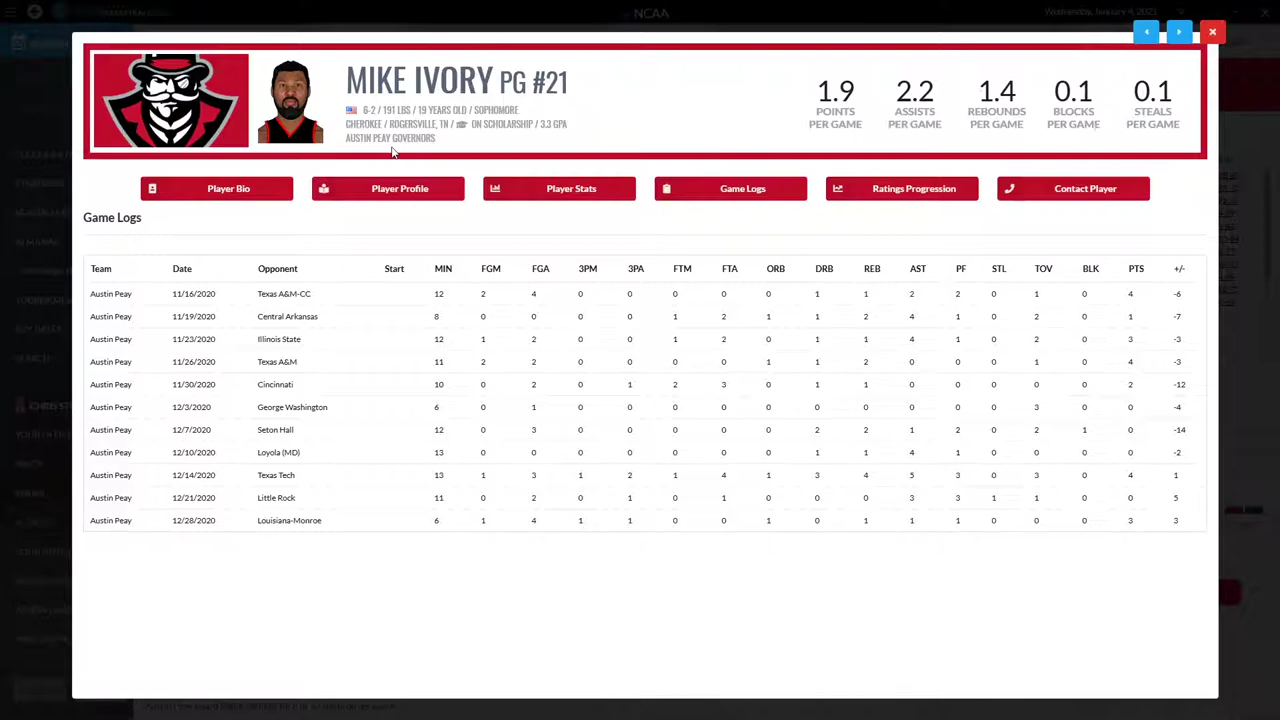 NCAA
Wednesday, January 4, 2021
MIKE IVORY PG #21
6-2 / 191 LBS / 19 YEARS OLD / SOPHOMORE
CHEROKEE / ROGERSVILLE, TN / ON SCHOLARSHIP / 3.3 GPA
AUSTIN PEAY GOVERNORS
1.9 2.2 1.4 0.1 0.1
POINTS ASSISTS REBOUNDS BLOCKS STEALS
PER GAME PER GAME PER GAME PER GAME PER GAME
Player Bio Player Profile Player Stats Game Logs Ratings Progression Contact Player
Game Logs
Team Date Opponent Start MIN FGM FGA 3PM 3PA FTM FTA ORB DRB REB AST PF STL TOV BLK PTS +/-
Austin Peay 11/16/2020 Texas A&M-CC 12 2 4 0 0 0 0 0 1 1 2 2 0 1 0 4 -6
Austin Peay 11/19/2020 Central Arkansas 8 0 0 0 0 1 2 1 1 2 4 1 0 2 0 1 -7
Austin Peay 11/23/2020 Illinois State 12 1 2 0 0 1 2 0 1 1 4 1 0 2 0 3 -3
Austin Peay 11/26/2020 Texas A&M 11 2 2 0 0 0 0 1 1 2 0 0 0 1 0 4 -3
Austin Peay 11/30/2020 Cincinnati 10 0 2 0 1 2 3 0 1 1 0 0 0 0 0 2 -12
Austin Peay 12/3/2020 George Washington 6 0 1 0 0 0 0 0 0 0 0 0 0 3 0 0 -4
Austin Peay 12/7/2020 Seton Hall 12 0 3 0 0 0 0 0 2 2 1 2 0 2 1 0 -14
Austin Peay 12/10/2020 Loyola (MD) 13 0 0 0 0 0 0 0 1 1 4 1 0 0 0 0 -2
Austin Peay 12/14/2020 Texas Tech 13 1 3 1 2 1 4 1 3 4 5 3 0 3 0 4 1
Austin Peay 12/21/2020 Little Rock 11 0 2 0 1 0 1 0 0 0 3 3 1 1 0 0 5
Austin Peay 12/28/2020 Louisiana-Monroe 6 1 4 1 1 0 0 1 0 1 1 1 0 0 0 3 3